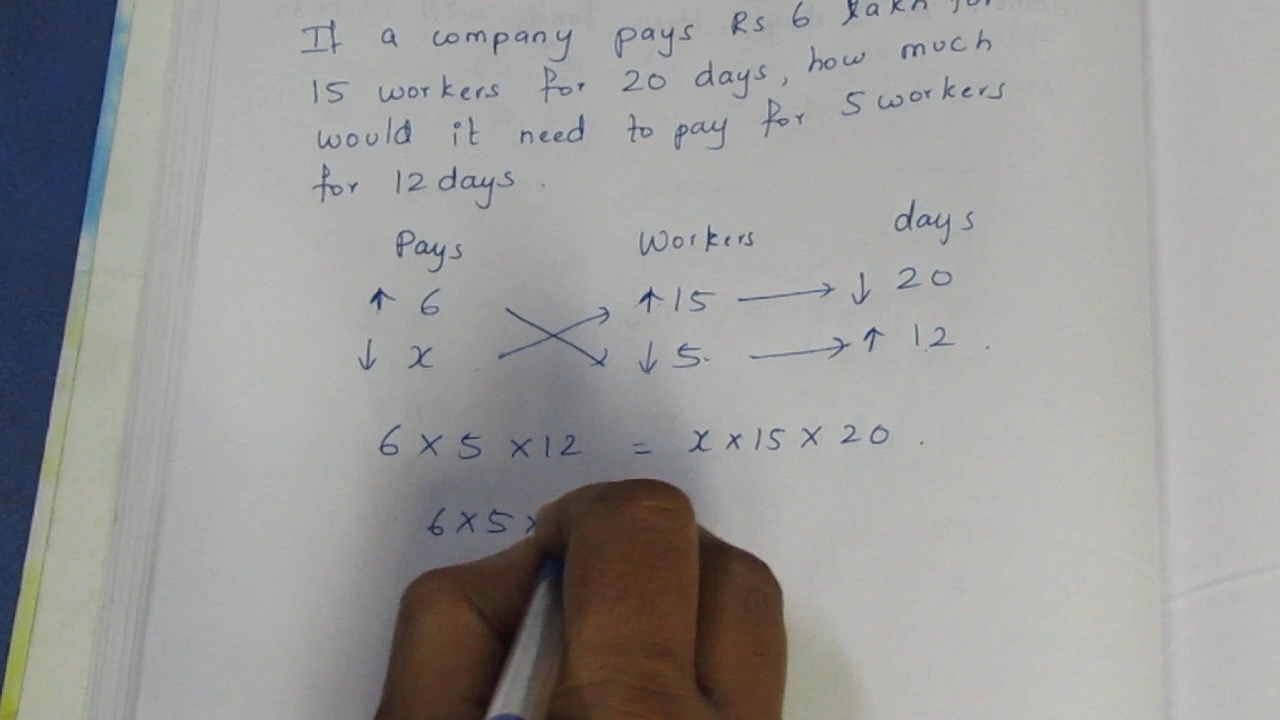 If a company pays Rs 6 lakh for
15 workers for 20 days, how much
would it need to pay for 5 workers
for 12 days.
Pays Workers days
↑ 6 ↑ 15 → ↓ 20
↓ x ↓ 5. → ↑ 12 .
6 × 5 × 12 = x × 15 × 20 .
6 × 5 ×